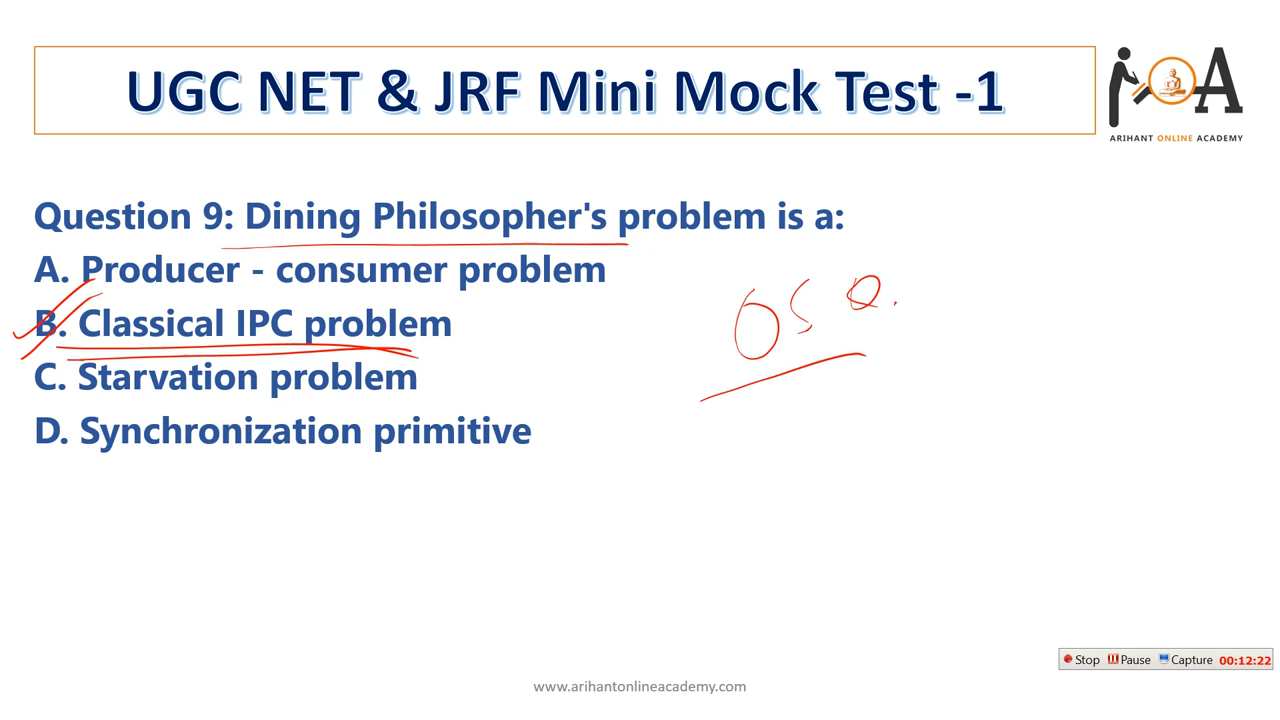 UGC NET & JRF Mini Mock Test -1
ARIHANT ONLINE ACADEMY
Question 9: Dining Philosopher's problem is a:
A. Producer - consumer problem
B. Classical IPC problem
C. Starvation problem
D. Synchronization primitive
OS Q.
Stop Pause Capture 00:12:22
www.arihantonlineacademy.com